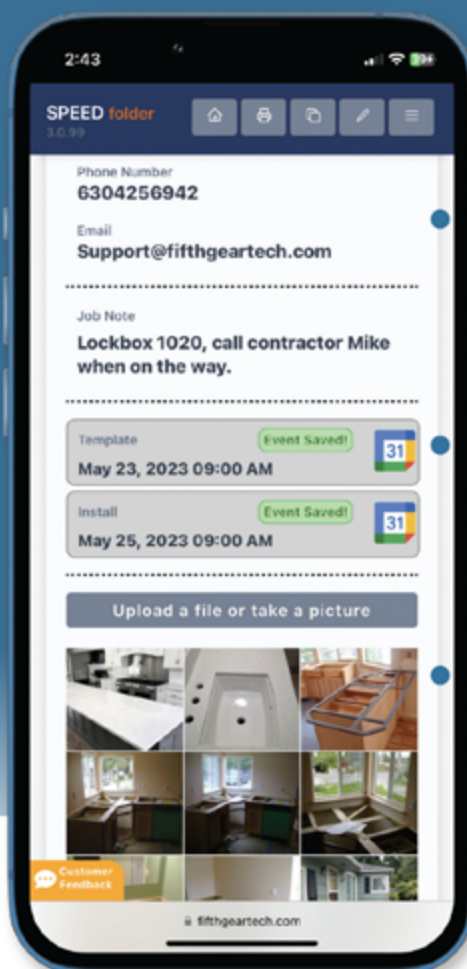 2:43
SPEED folder
3.0.99
Phone Number
6304256942
Email
Support@fifthgeartech.com
Job Note
Lockbox 1020, call contractor Mike
when on the way.
Template
Event Saved!
31
May 23, 2023 09:00 AM
Install
Event Saved!
31
May 25, 2023 09:00 AM
Upload a file or take a picture
Customer
Feedback
fifthgeartech.com